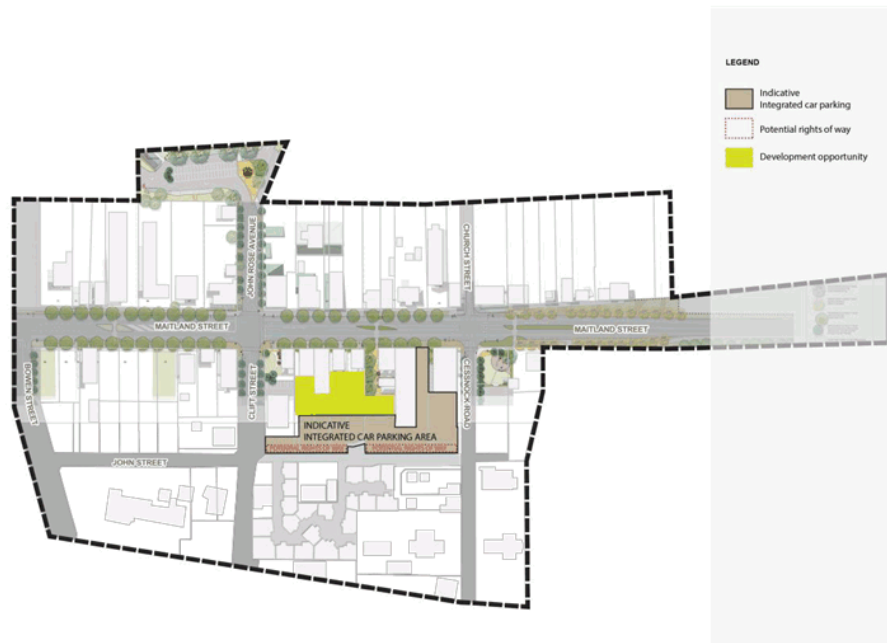 LEGEND
Indicative
Integrated car parking
Potential rights of way
Development opportunity
JOHN ROSE AVENUE
CHURCH STREET
MAITLAND STREET
MAITLAND STREET
BOWEN STREET
CLIFT STREET
CESSNOCK ROAD
INDICATIVE
INTEGRATED CAR PARKING AREA
JOHN STREET